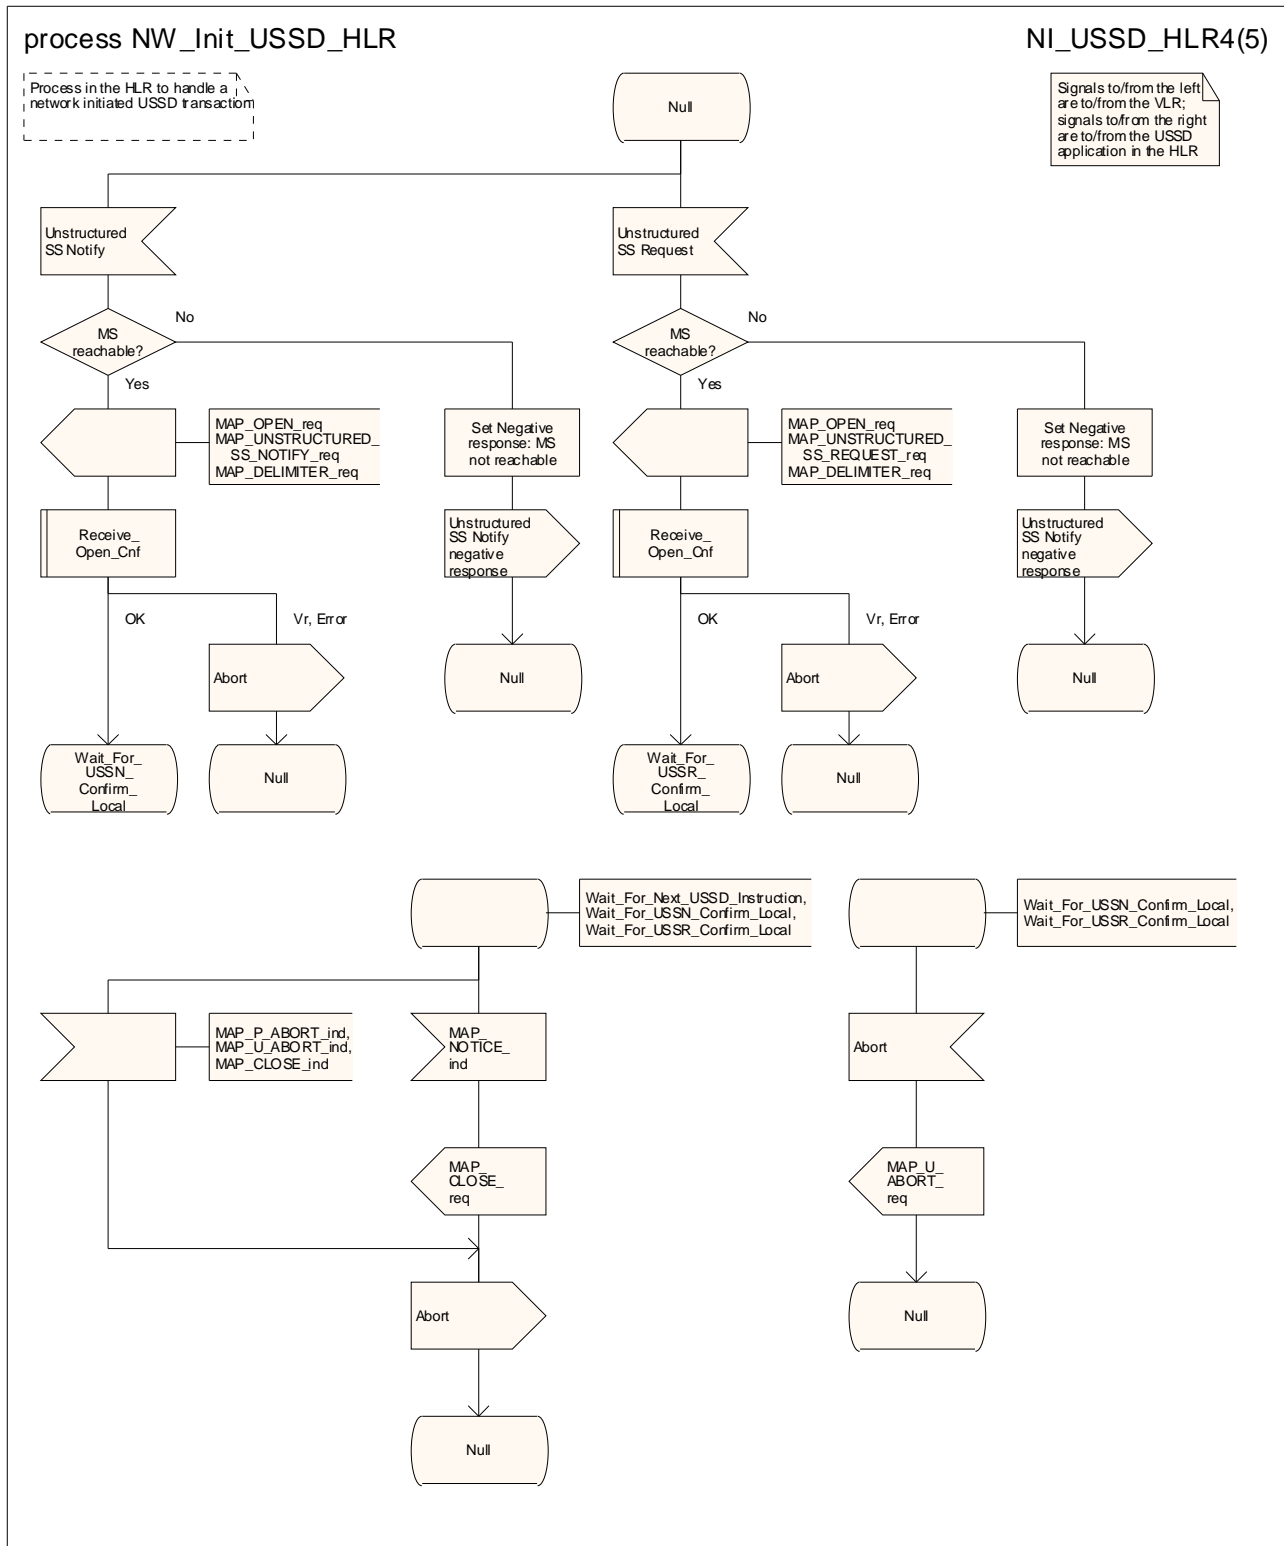 process NW_Init_USSD_HLR
NI_USSD_HLR4(5)
Process in the HLR to handle a
network initiated USSD transaction
Null
Signals to/from the left
are to/from the VLR;
signals to/from the right
are to/from the USSD
application in the HLR
Unstructured
SS Notify
Unstructured
SS Request
No
No
MS
reachable?
MS
reachable?
Yes
Yes
MAP_OPEN_req
MAP_UNSTRUCTURED_
SS_NOTIFY_req
MAP_DELIMITER_req
Set Negative
response: MS
not reachable
MAP_OPEN_req
MAP_UNSTRUCTURED_
SS_REQUEST_req
MAP_DELIMITER_req
Set Negative
response: MS
not reachable
Receive_
Open_Cnf
Unstructured
SS Notify
negative
response
Receive_
Open_Cnf
Unstructured
SS Notify
negative
response
OK
Vr, Error
OK
Vr, Error
Abort
Null
Abort
Null
Wait_For_
USSN_
Confirm_
Local
Null
Wait_For_
USSR_
Confirm_
Local
Null
Wait_For_Next_USSD_Instruction,
Wait_For_USSN_Confirm_Local,
Wait_For_USSR_Confirm_Local
Wait_For_USSN_Confirm_Local,
Wait_For_USSR_Confirm_Local
MAP_P_ABORT_ind,
MAP_U_ABORT_ind,
MAP_CLOSE_ind
MAP_
NOTICE_
ind
Abort
MAP_
CLOSE_
req
MAP_U_
ABORT_
req
Abort
Null
Null